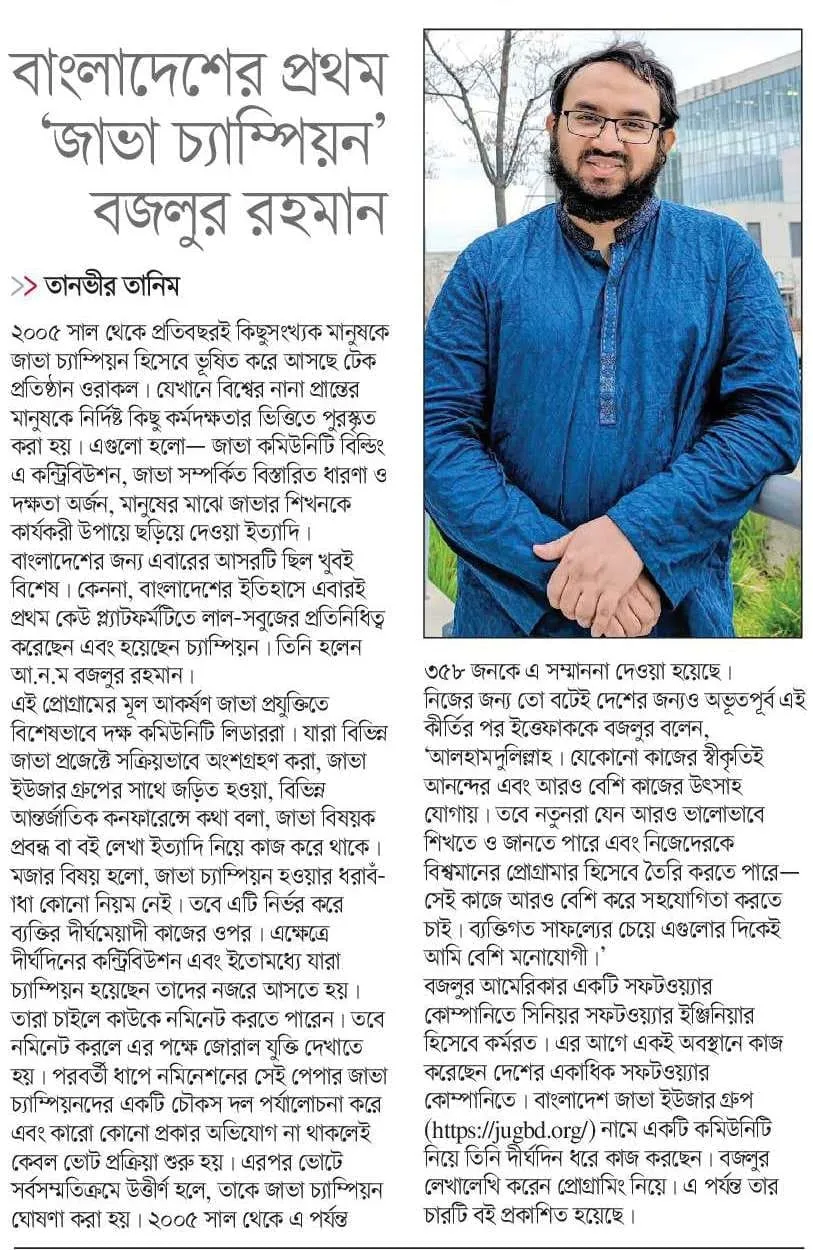 বাংলাদেশের প্রথম
‘জাভা চ্যাম্পিয়ন’
বজলুর রহমান
>> তানভীর তানিম
২০০৫ সাল থেকে প্রতিবছরই কিছুসংখ্যক মানুষকে
জাভা চ্যাম্পিয়ন হিসেবে ভূষিত করে আসছে টেক
প্রতিষ্ঠান ওরাকল। যেখানে বিশ্বের নানা প্রান্তের
মানুষকে নির্দিষ্ট কিছু কর্মদক্ষতার ভিত্তিতে পুরস্কৃত
করা হয়। এগুলো হলো— জাভা কমিউনিটি বিল্ডিং
এ কন্ট্রিবিউশন, জাভা সম্পর্কিত বিস্তারিত ধারণা ও
দক্ষতা অর্জন, মানুষের মাঝে জাভার শিখনকে
কার্যকরী উপায়ে ছড়িয়ে দেওয়া ইত্যাদি।
বাংলাদেশের জন্য এবারের আসরটি ছিল খুবই
বিশেষ। কেননা, বাংলাদেশের ইতিহাসে এবারই
প্রথম কেউ প্ল্যাটফর্মটিতে লাল-সবুজের প্রতিনিধিত্ব
করেছেন এবং হয়েছেন চ্যাম্পিয়ন। তিনি হলেন
আ.ন.ম বজলুর রহমান।
এই প্রোগ্রামের মূল আকর্ষণ জাভা প্রযুক্তিতে
বিশেষভাবে দক্ষ কমিউনিটি লিডাররা। যারা বিভিন্ন
জাভা প্রজেক্টে সক্রিয়ভাবে অংশগ্রহণ করা, জাভা
ইউজার গ্রুপের সাথে জড়িত হওয়া, বিভিন্ন
আন্তর্জাতিক কনফারেন্সে কথা বলা, জাভা বিষয়ক
প্রবন্ধ বা বই লেখা ইত্যাদি নিয়ে কাজ করে থাকে।
মজার বিষয় হলো, জাভা চ্যাম্পিয়ন হওয়ার ধরাবঁ-
াধা কোনো নিয়ম নেই। তবে এটি নির্ভর করে
ব্যক্তির দীর্ঘমেয়াদী কাজের ওপর। এক্ষেত্রে
দীর্ঘদিনের কন্ট্রিবিউশন এবং ইতোমধ্যে যারা
চ্যাম্পিয়ন হয়েছেন তাদের নজরে আসতে হয়।
তারা চাইলে কাউকে নমিনেট করতে পারেন। তবে
নমিনেট করলে এর পক্ষে জোরাল যুক্তি দেখাতে
হয়। পরবর্তী ধাপে নমিনেশনের সেই পেপার জাভা
চ্যাম্পিয়নদের একটি চৌকস দল পর্যালোচনা করে
এবং কারো কোনো প্রকার অভিযোগ না থাকলেই
কেবল ভোট প্রক্রিয়া শুরু হয়। এরপর ভোটে
সর্বসম্মতিক্রমে উত্তীর্ণ হলে, তাকে জাভা চ্যাম্পিয়ন
ঘোষণা করা হয়। ২০০৫ সাল থেকে এ পর্যন্ত
৩৫৮ জনকে এ সম্মাননা দেওয়া হয়েছে।
নিজের জন্য তো বটেই দেশের জন্যও অভূতপূর্ব এই
কীর্তির পর ইত্তেফাককে বজলুর বলেন,
‘আলহামদুলিল্লাহ। যেকোনো কাজের স্বীকৃতিই
আনন্দের এবং আরও বেশি কাজের উৎসাহ
যোগায়। তবে নতুনরা যেন আরও ভালোভাবে
শিখতে ও জানতে পারে এবং নিজেদেরকে
বিশ্বমানের প্রোগ্রামার হিসেবে তৈরি করতে পারে—
সেই কাজে আরও বেশি করে সহযোগিতা করতে
চাই। ব্যক্তিগত সাফল্যের চেয়ে এগুলোর দিকেই
আমি বেশি মনোযোগী।’
বজলুর আমেরিকার একটি সফটওয়্যার
কোম্পানিতে সিনিয়র সফটওয়্যার ইঞ্জিনিয়ার
হিসেবে কর্মরত। এর আগে একই অবস্থানে কাজ
করেছেন দেশের একাধিক সফটওয়্যার
কোম্পানিতে। বাংলাদেশ জাভা ইউজার গ্রুপ
(https://jugbd.org/) নামে একটি কমিউনিটি
নিয়ে তিনি দীর্ঘদিন ধরে কাজ করছেন। বজলুর
লেখালেখি করেন প্রোগ্রামিং নিয়ে। এ পর্যন্ত তার
চারটি বই প্রকাশিত হয়েছে।